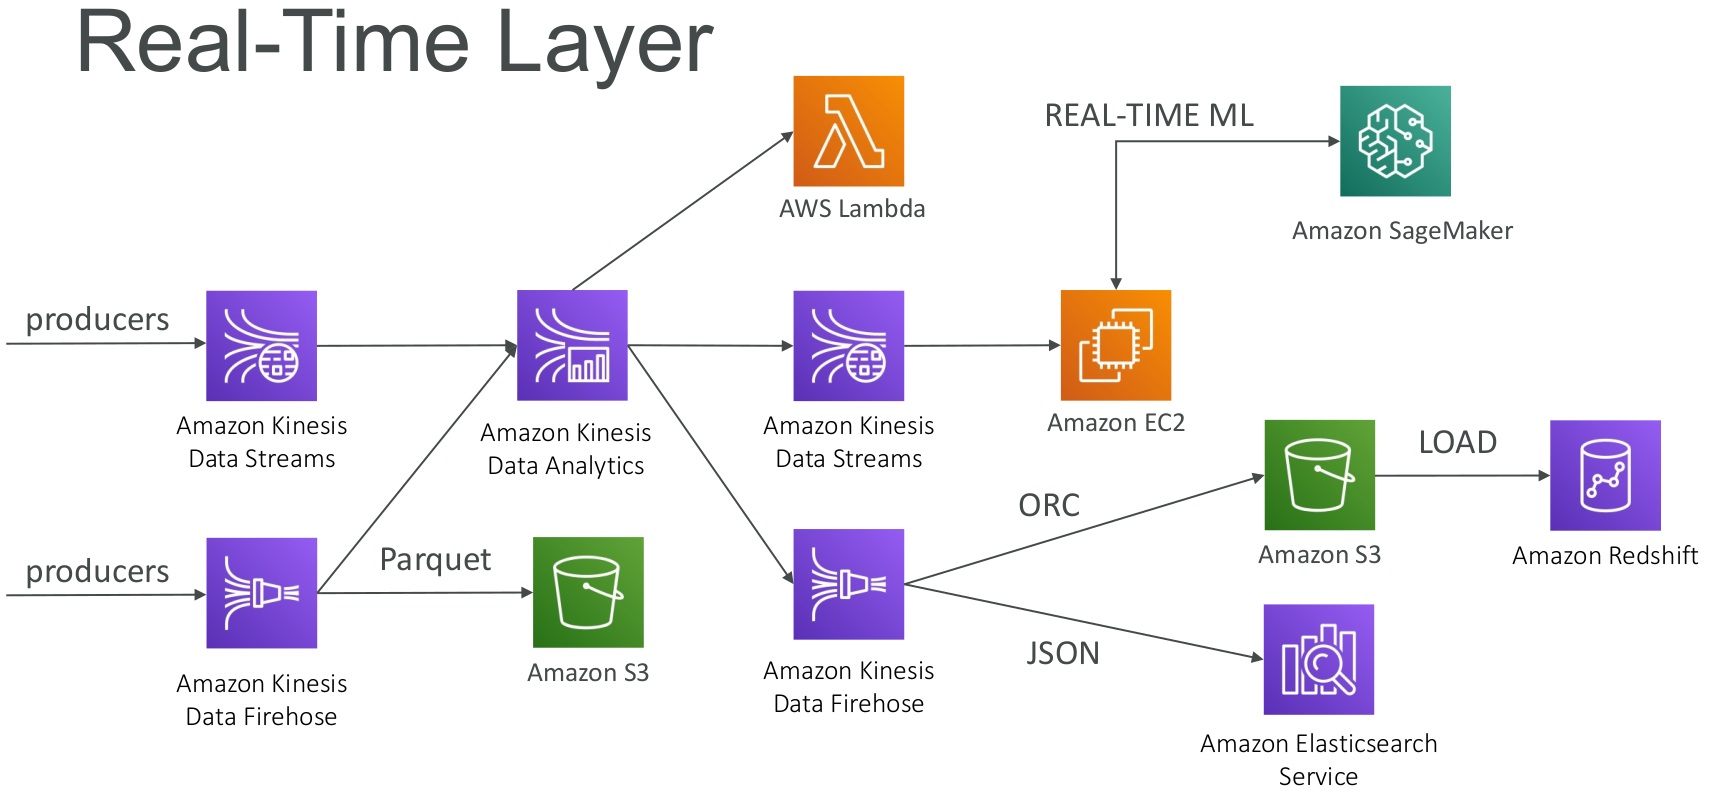 Real-Time Layer
REAL-TIME ML
AWS Lambda
Amazon SageMaker
producers
Amazon Kinesis
Data Streams
Amazon Kinesis
Data Analytics
Amazon Kinesis
Data Streams
Amazon EC2
LOAD
ORC
Amazon S3
Amazon Redshift
producers
Parquet
Amazon S3
Amazon Kinesis
Data Firehose
Amazon Kinesis
Data Firehose
JSON
Amazon Elasticsearch
Service